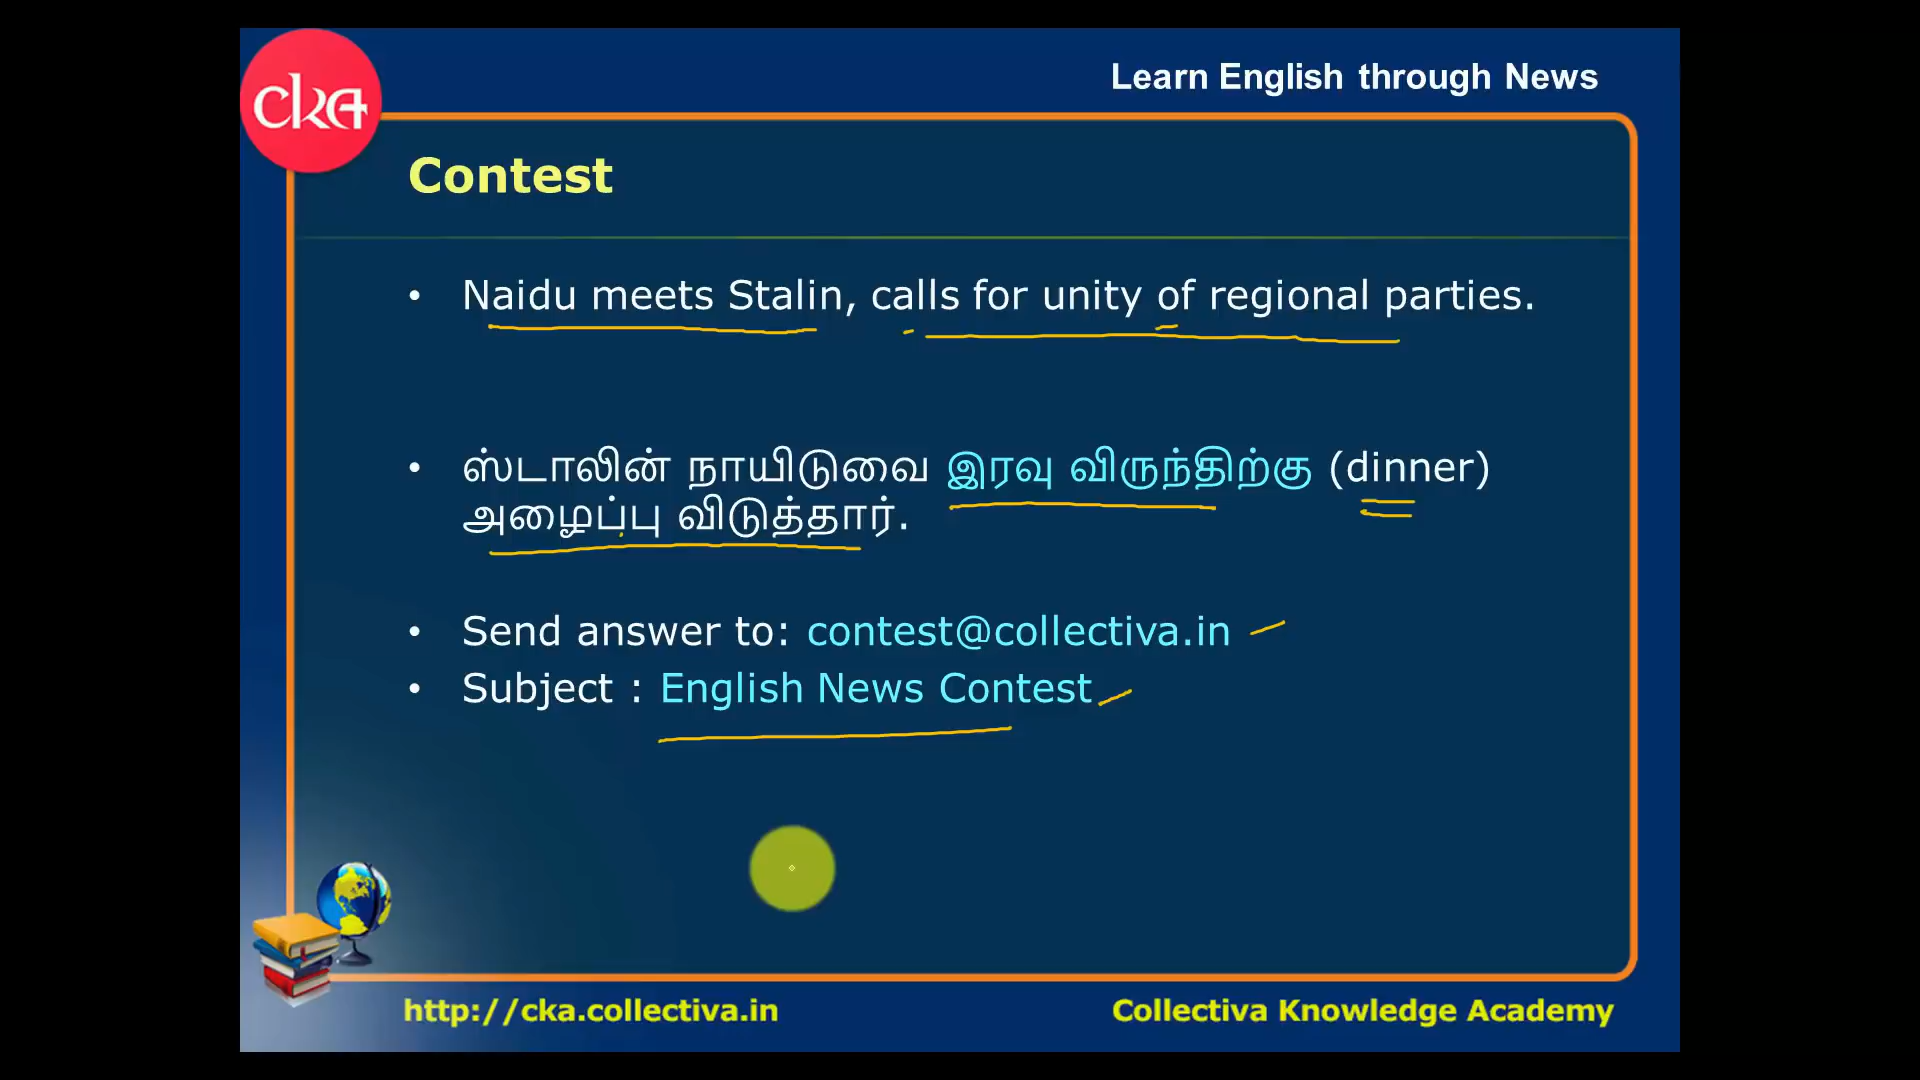 cka
Learn English through News
Contest
• Naidu meets Stalin, calls for unity of regional parties.
• ஸ்டாலின் நாயிடுவை இரவு விருந்திற்கு (dinner)
அழைப்பு விடுத்தார்.
• Send answer to: contest@collectiva.in
• Subject : English News Contest
http://cka.collectiva.in
Collectiva Knowledge Academy